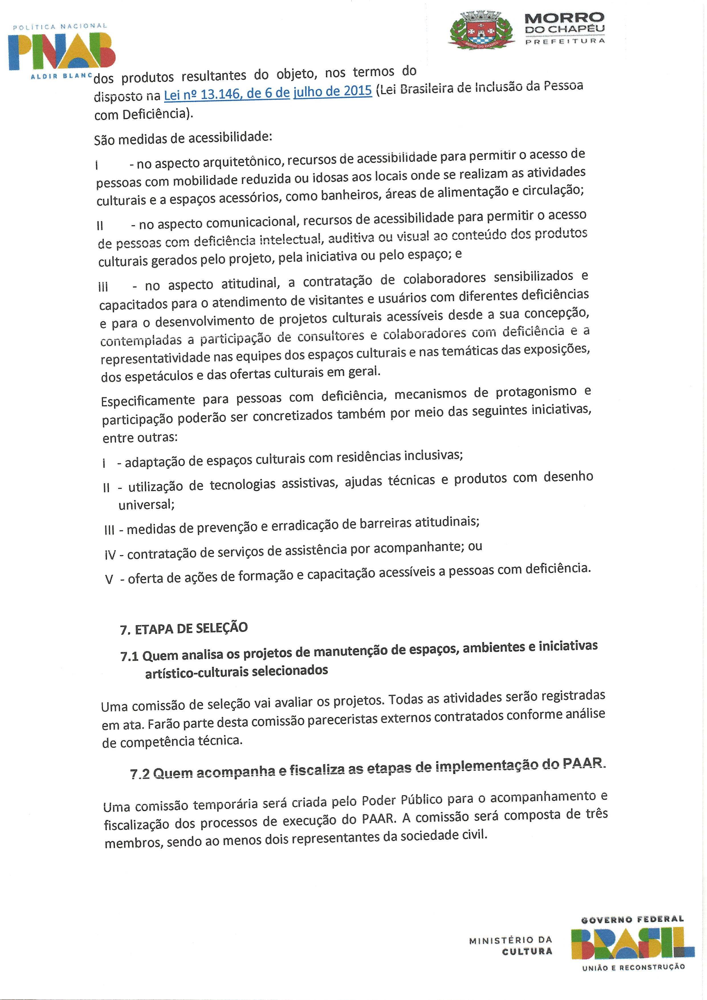 POLÍTICA NACIONAL
PNAB
ALDIR BLANC
MORRO
DO CHAPÉU
PREFEITURA
MORRO DO CHAPÉU
dos produtos resultantes do objeto, nos termos do
disposto na Lei nº 13.146, de 6 de julho de 2015 (Lei Brasileira de Inclusão da Pessoa
com Deficiência).
São medidas de acessibilidade:
I - no aspecto arquitetônico, recursos de acessibilidade para permitir o acesso de
pessoas com mobilidade reduzida ou idosas aos locais onde se realizam as atividades
culturais e a espaços acessórios, como banheiros, áreas de alimentação e circulação;
II - no aspecto comunicacional, recursos de acessibilidade para permitir o acesso
de pessoas com deficiência intelectual, auditiva ou visual ao conteúdo dos produtos
culturais gerados pelo projeto, pela iniciativa ou pelo espaço; e
III - no aspecto atitudinal, a contratação de colaboradores sensibilizados e
capacitados para o atendimento de visitantes e usuários com diferentes deficiências
e para o desenvolvimento de projetos culturais acessíveis desde a sua concepção,
contempladas a participação de consultores e colaboradores com deficiência e a
representatividade nas equipes dos espaços culturais e nas temáticas das exposições,
dos espetáculos e das ofertas culturais em geral.
Especificamente para pessoas com deficiência, mecanismos de protagonismo e
participação poderão ser concretizados também por meio das seguintes iniciativas,
entre outras:
I - adaptação de espaços culturais com residências inclusivas;
II - utilização de tecnologias assistivas, ajudas técnicas e produtos com desenho
universal;
III - medidas de prevenção e erradicação de barreiras atitudinais;
IV - contratação de serviços de assistência por acompanhante; ou
V - oferta de ações de formação e capacitação acessíveis a pessoas com deficiência.
7. ETAPA DE SELEÇÃO
7.1 Quem analisa os projetos de manutenção de espaços, ambientes e iniciativas
artístico-culturais selecionados
Uma comissão de seleção vai avaliar os projetos. Todas as atividades serão registradas
em ata. Farão parte desta comissão pareceristas externos contratados conforme análise
de competência técnica.
7.2 Quem acompanha e fiscaliza as etapas de implementação do PAAR.
Uma comissão temporária será criada pelo Poder Público para o acompanhamento e
fiscalização dos processos de execução do PAAR. A comissão será composta de três
membros, sendo ao menos dois representantes da sociedade civil.
MINISTÉRIO DA
CULTURA
GOVERNO FEDERAL
BRASIL
UNIÃO E RECONSTRUÇÃO